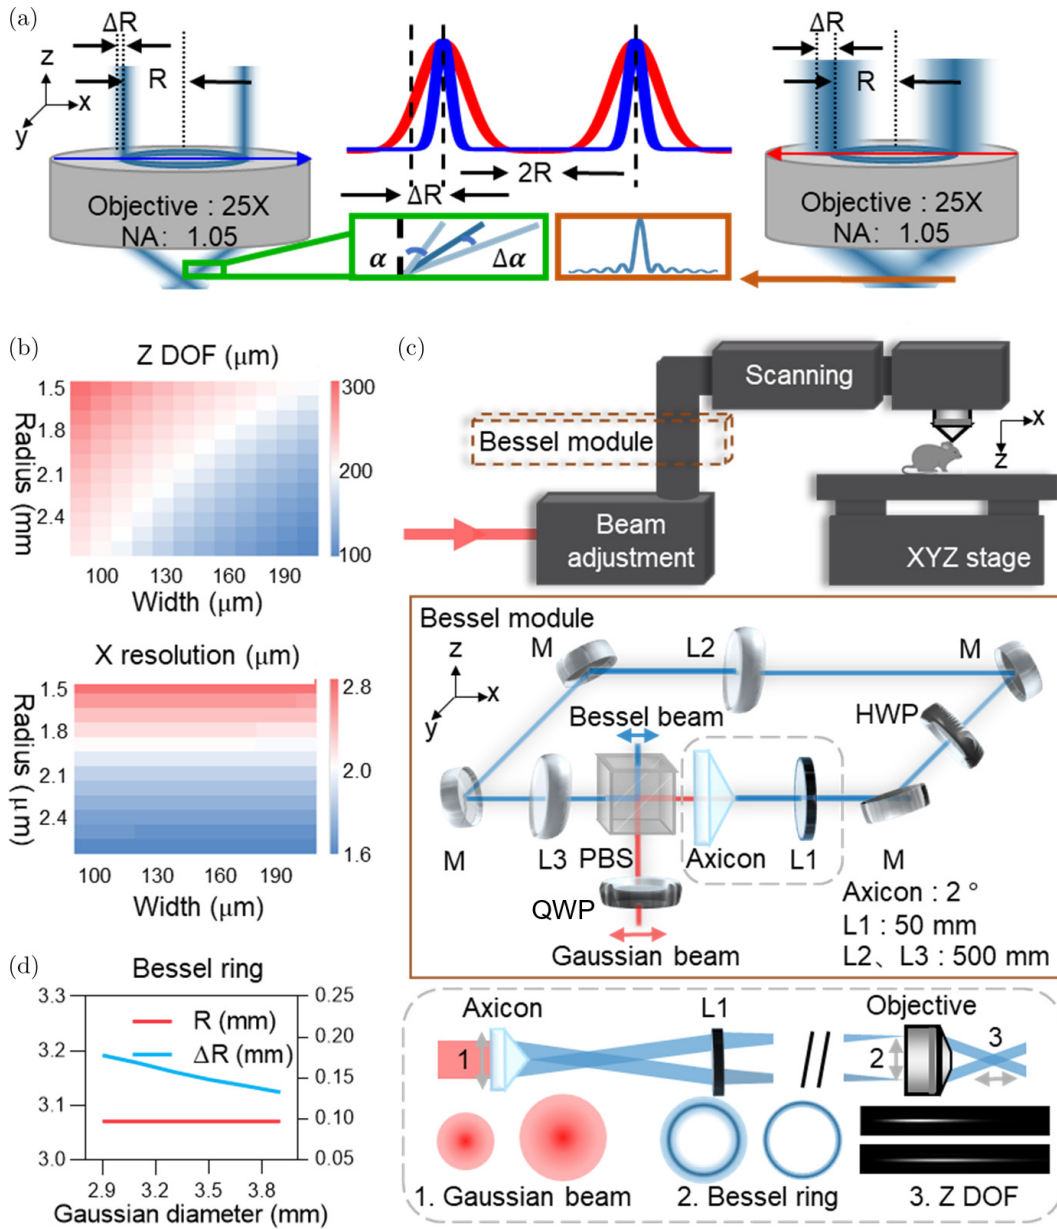 (a)
ΔR
R
z
x
y
Objective : 25X
NA: 1.05
2R
ΔR
α
Δα
ΔR
R
Objective : 25X
NA: 1.05
(b)
Z DOF (μm)
Radius (mm
1.5
1.8
2.1
2.4
300
200
100
100 130 160 190
Width (μm)
X resolution (μm)
Radius (μm)
1.5
1.8
2.1
2.4
2.8
2.0
1.6
100 130 160 190
Width (μm)
(c)
Scanning
Bessel module
Beam
adjustment
x
z
XYZ stage
Bessel module
z
x
y
M
L2
M
Bessel beam
HWP
M
L3
PBS
Axicon
L1
M
QWP
Gaussian beam
Axicon : 2 °
L1 : 50 mm
L2、L3 : 500 mm
(d)
Bessel ring
3.3
3.2
3.1
3.0
R (mm)
ΔR (mm)
0.25
0.20
0.15
0.10
0.05
2.9 3.2 3.5 3.8
Gaussian diameter (mm)
Axicon
L1
Objective
1
2
3
1. Gaussian beam
2. Bessel ring
3. Z DOF